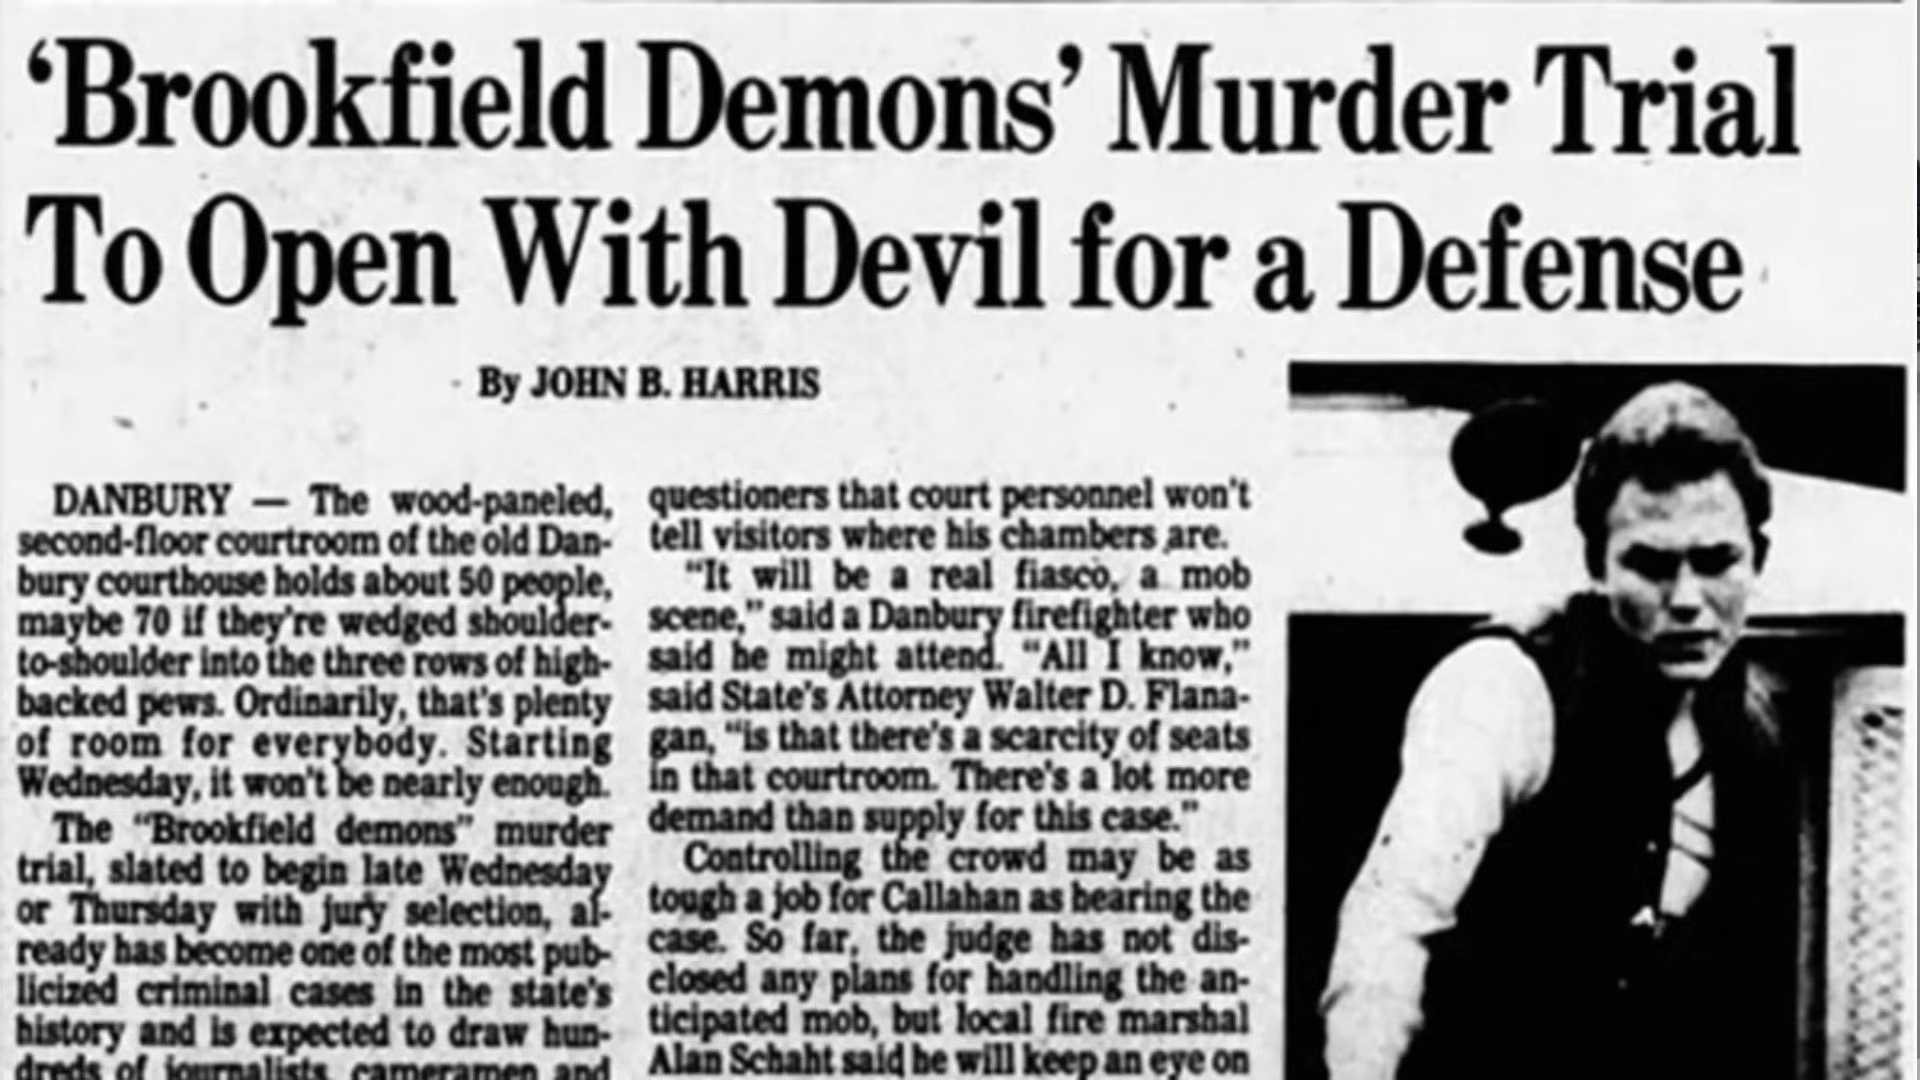 ‘Brookfield Demons’ Murder Trial
To Open With Devil for a Defense
By JOHN B. HARRIS
DANBURY — The wood-paneled,
second-floor courtroom of the old Dan-
bury courthouse holds about 50 people,
maybe 70 if they’re wedged shoulder-
to-shoulder into the three rows of high-
backed pews. Ordinarily, that’s plenty
of room for everybody. Starting
Wednesday, it won’t be nearly enough.
The “Brookfield demons” murder
trial, slated to begin late Wednesday
or Thursday with jury selection, al-
ready has become one of the most pub-
licized criminal cases in the state’s
history and is expected to draw hun-
dreds of journalists, cameramen and
questioners that court personnel won’t
tell visitors where his chambers are.
“It will be a real fiasco, a mob
scene,” said a Danbury firefighter who
said he might attend. “All I know,”
said State’s Attorney Walter D. Flana-
gan, “is that there’s a scarcity of seats
in that courtroom. There’s a lot more
demand than supply for this case.”
Controlling the crowd may be as
tough a job for Callahan as hearing the
case. So far, the judge has not dis-
closed any plans for handling the an-
ticipated mob, but local fire marshal
Alan Schaht said he will keep an eye on